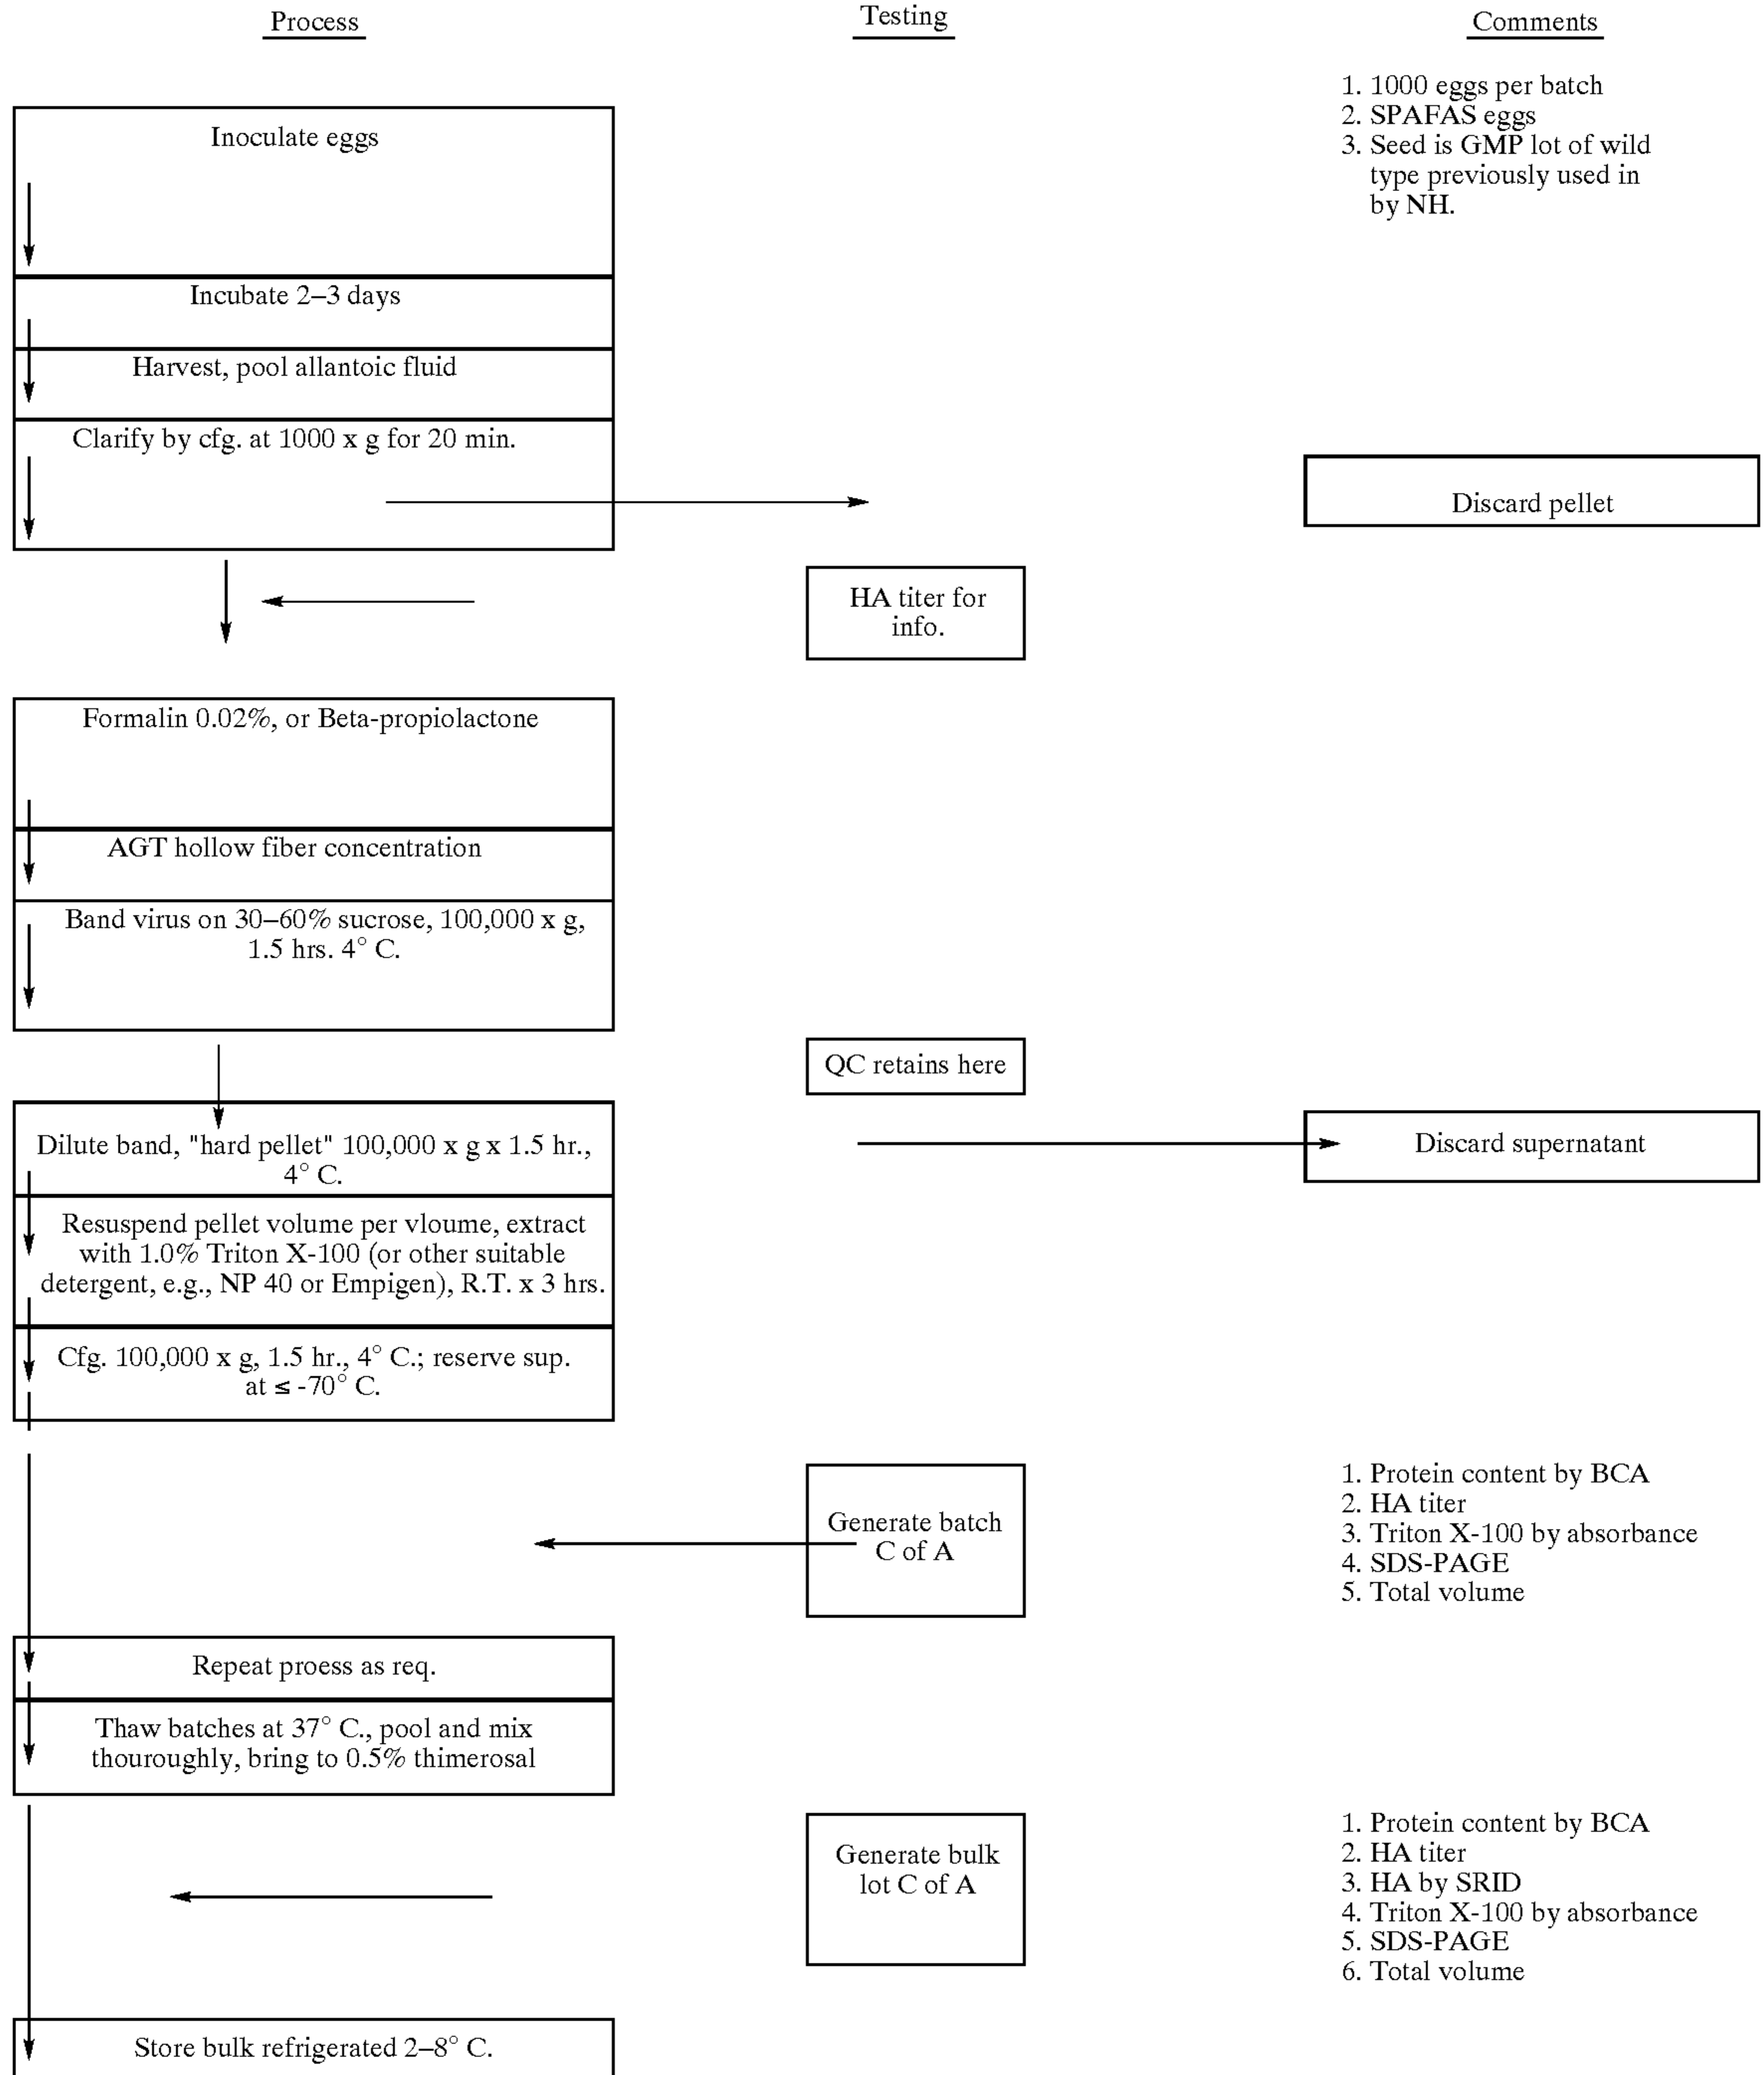 Process
Testing
Comments
1. 1000 eggs per batch
2. SPAFAS eggs
3. Seed is GMP lot of wild
type previously used in
by NH.
Inoculate eggs
Incubate 2–3 days
Harvest, pool allantoic fluid
Clarify by cfg. at 1000 x g for 20 min.
Discard pellet
HA titer for
info.
Formalin 0.02%, or Beta-propiolactone
AGT hollow fiber concentration
Band virus on 30–60% sucrose, 100,000 x g,
1.5 hrs. 4° C.
QC retains here
Dilute band, "hard pellet" 100,000 x g x 1.5 hr.,
4° C.
Discard supernatant
Resuspend pellet volume per vloume, extract
with 1.0% Triton X-100 (or other suitable
detergent, e.g., NP 40 or Empigen), R.T. x 3 hrs.
Cfg. 100,000 x g, 1.5 hr., 4° C.; reserve sup.
at ≤ -70° C.
Generate batch
C of A
1. Protein content by BCA
2. HA titer
3. Triton X-100 by absorbance
4. SDS-PAGE
5. Total volume
Repeat proess as req.
Thaw batches at 37° C., pool and mix
thouroughly, bring to 0.5% thimerosal
Generate bulk
lot C of A
1. Protein content by BCA
2. HA titer
3. HA by SRID
4. Triton X-100 by absorbance
5. SDS-PAGE
6. Total volume
Store bulk refrigerated 2–8° C.